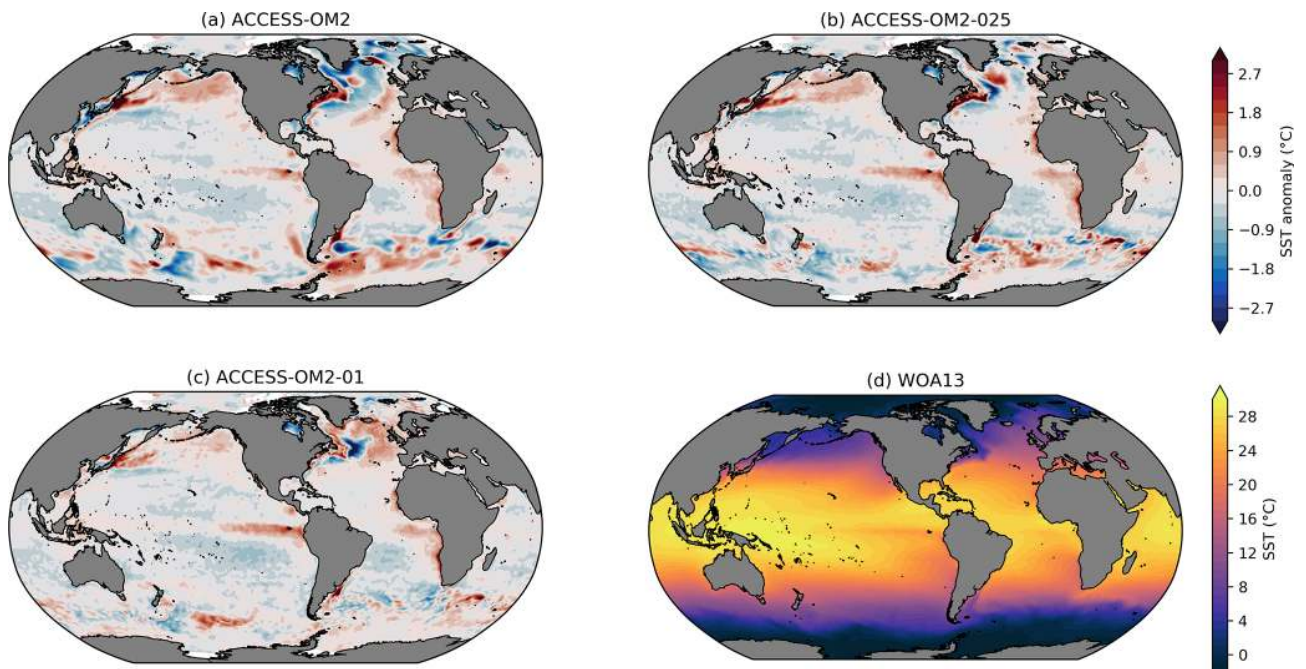 (a) ACCESS-OM2
(b) ACCESS-OM2-025
2.7
1.8
0.9
0.0
−0.9
−1.8
−2.7
SST anomaly (°C)
(c) ACCESS-OM2-01
(d) WOA13
28
24
20
16
12
8
4
0
SST (°C)